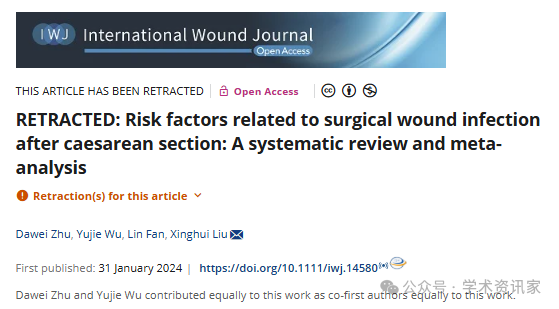 IWJ International Wound Journal
Open Access
THIS ARTICLE HAS BEEN RETRACTED Open Access
RETRACTED: Risk factors related to surgical wound infection
after caesarean section: A systematic review and meta-
analysis
Retraction(s) for this article
Dawei Zhu, Yujie Wu, Lin Fan, Xinghui Liu
First published: 31 January 2024 | https://doi.org/10.1111/iwj.14580
公众号 · 学术资讯家
Dawei Zhu and Yujie Wu contributed equally to this work as co-first authors equally to this work.